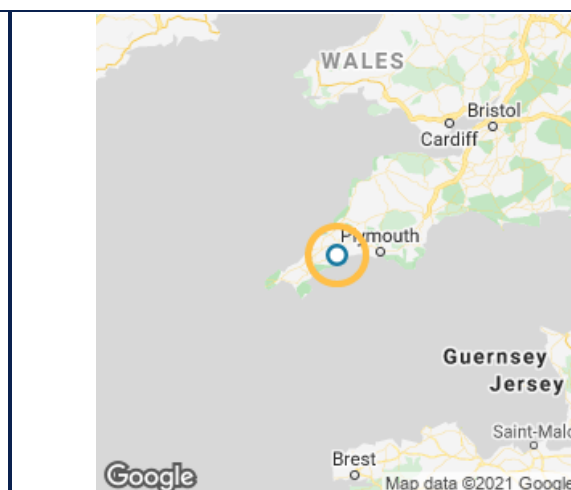 WALES
Bristol
Cardiff
Plymouth
Guernsey
Jersey
Saint-Malo
Brest
Google
Map data ©2021 Google